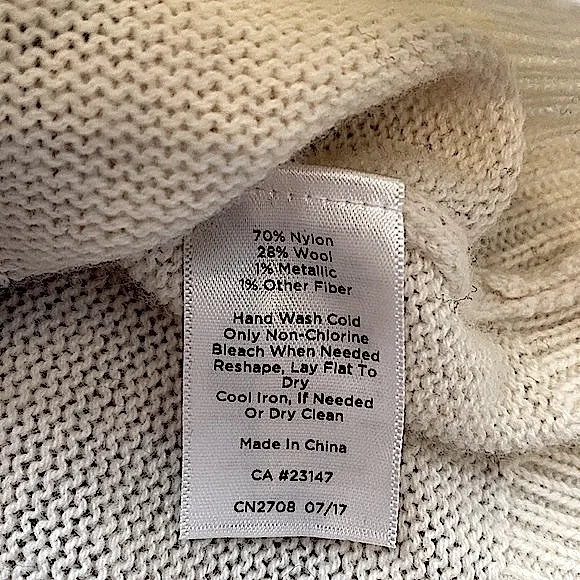 70% Nylon
28% Wool
1% Metallic
1% Other Fiber
Hand Wash Cold
Only Non-Chlorine
Bleach When Needed
Reshape, Lay Flat To
Dry
Cool Iron, If Needed
Or Dry Clean
Made In China
CA #23147
CN2708 07/17